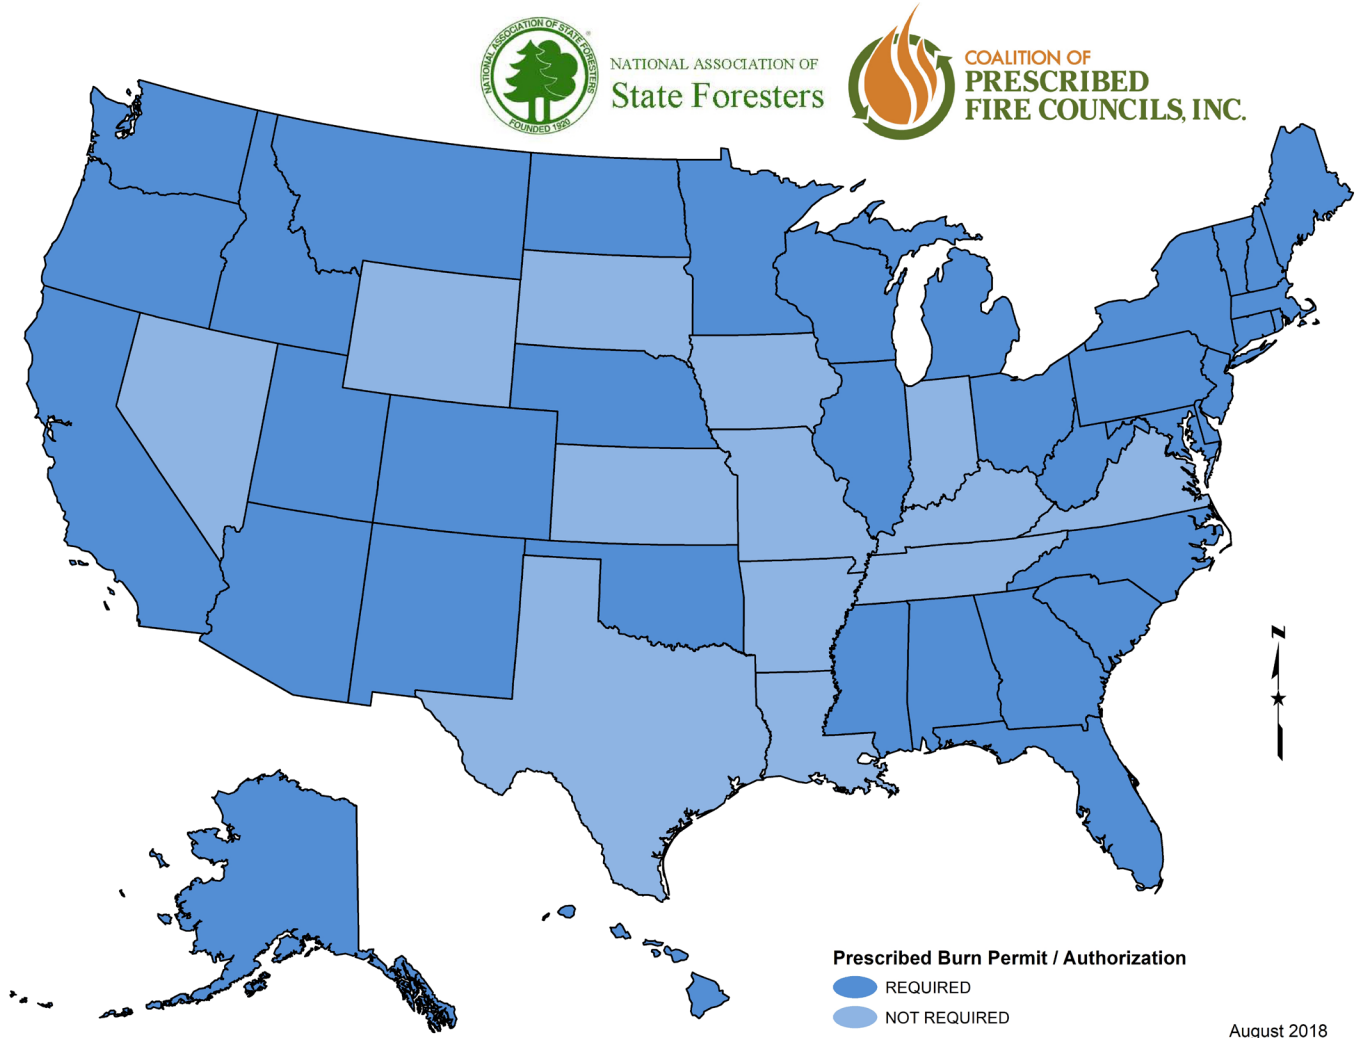 NATIONAL ASSOCIATION OF STATE FORESTERS
FOUNDED 1920
®
NATIONAL ASSOCIATION OF
State Foresters
COALITION OF
PRESCRIBED
FIRE COUNCILS, INC.
N
Prescribed Burn Permit / Authorization
REQUIRED
NOT REQUIRED
August 2018